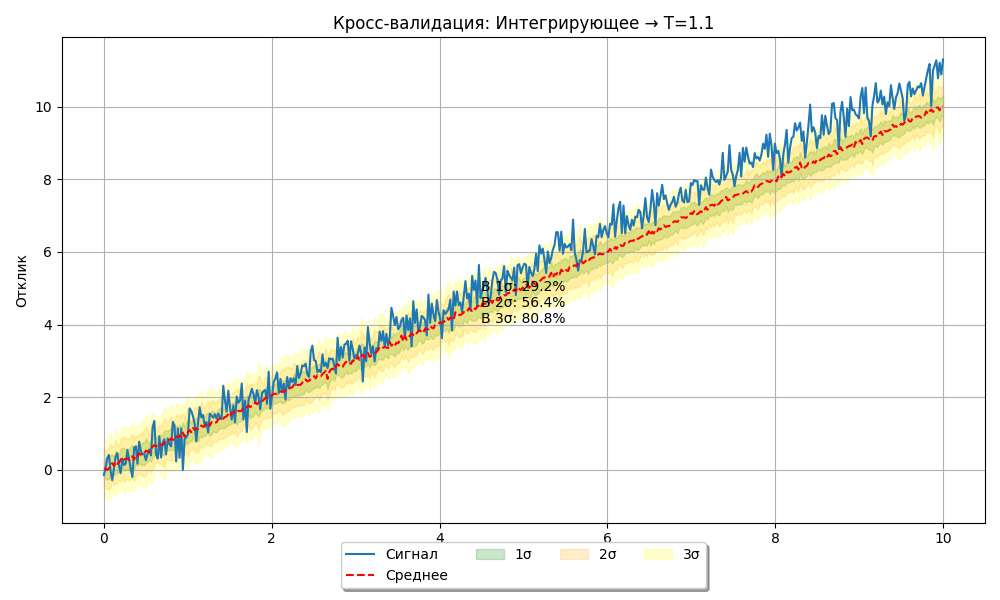 Кросс-валидация: Интегрирующее → T=1.1
Отклик
10
8
6
4
2
0
В 1σ: 29.2%
В 2σ: 56.4%
В 3σ: 80.8%
0 2 4 6 8 10
Сигнал 1σ 2σ 3σ
Среднее